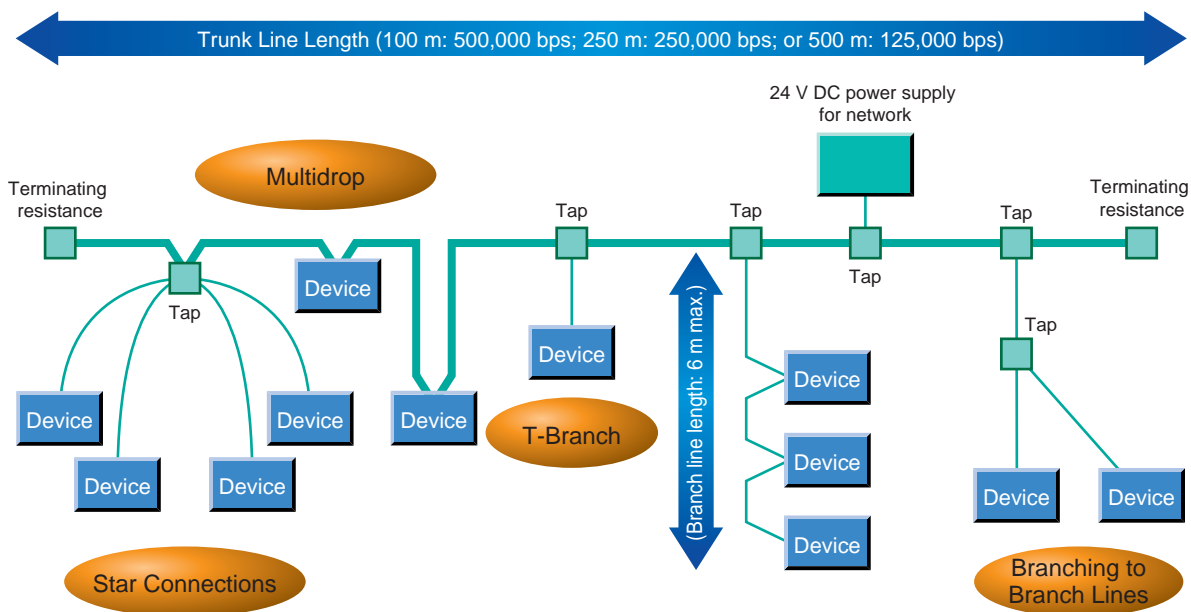 Trunk Line Length (100 m: 500,000 bps; 250 m: 250,000 bps; or 500 m: 125,000 bps)
24 V DC power supply
for network
Multidrop
Terminating
resistance
Tap
Tap
Tap
Terminating
resistance
Tap
Device
Tap
Device
Device
Device
Device
Device
Device
Device
T-Branch
(Branch line length: 6 m max.)
Device
Device
Device
Tap
Device
Device
Star Connections
Branching to
Branch Lines